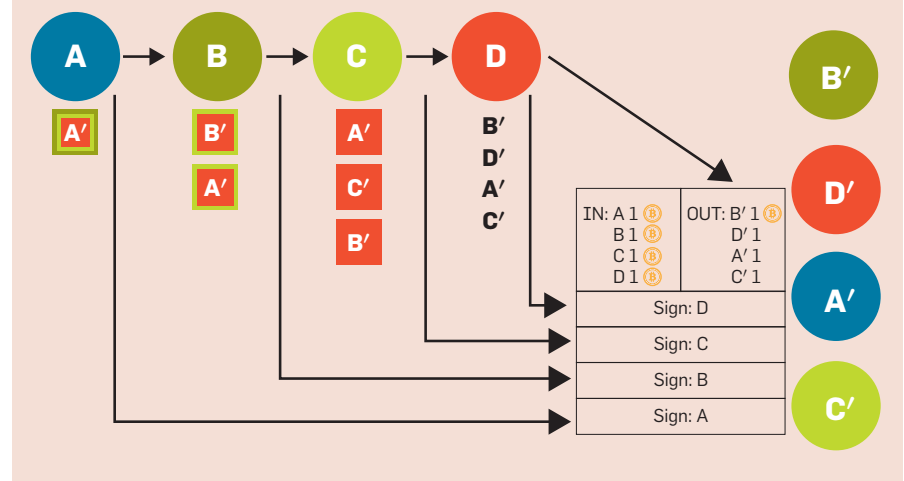 A
B
C
D
A′
B′
A′
A′
C′
B′
B′
D′
A′
C′
IN: A 1 ₿
B 1 ₿
C 1 ₿
D 1 ₿
OUT: B′ 1 ₿
D′ 1
A′ 1
C′ 1
Sign: D
Sign: C
Sign: B
Sign: A
B′
D′
A′
C′